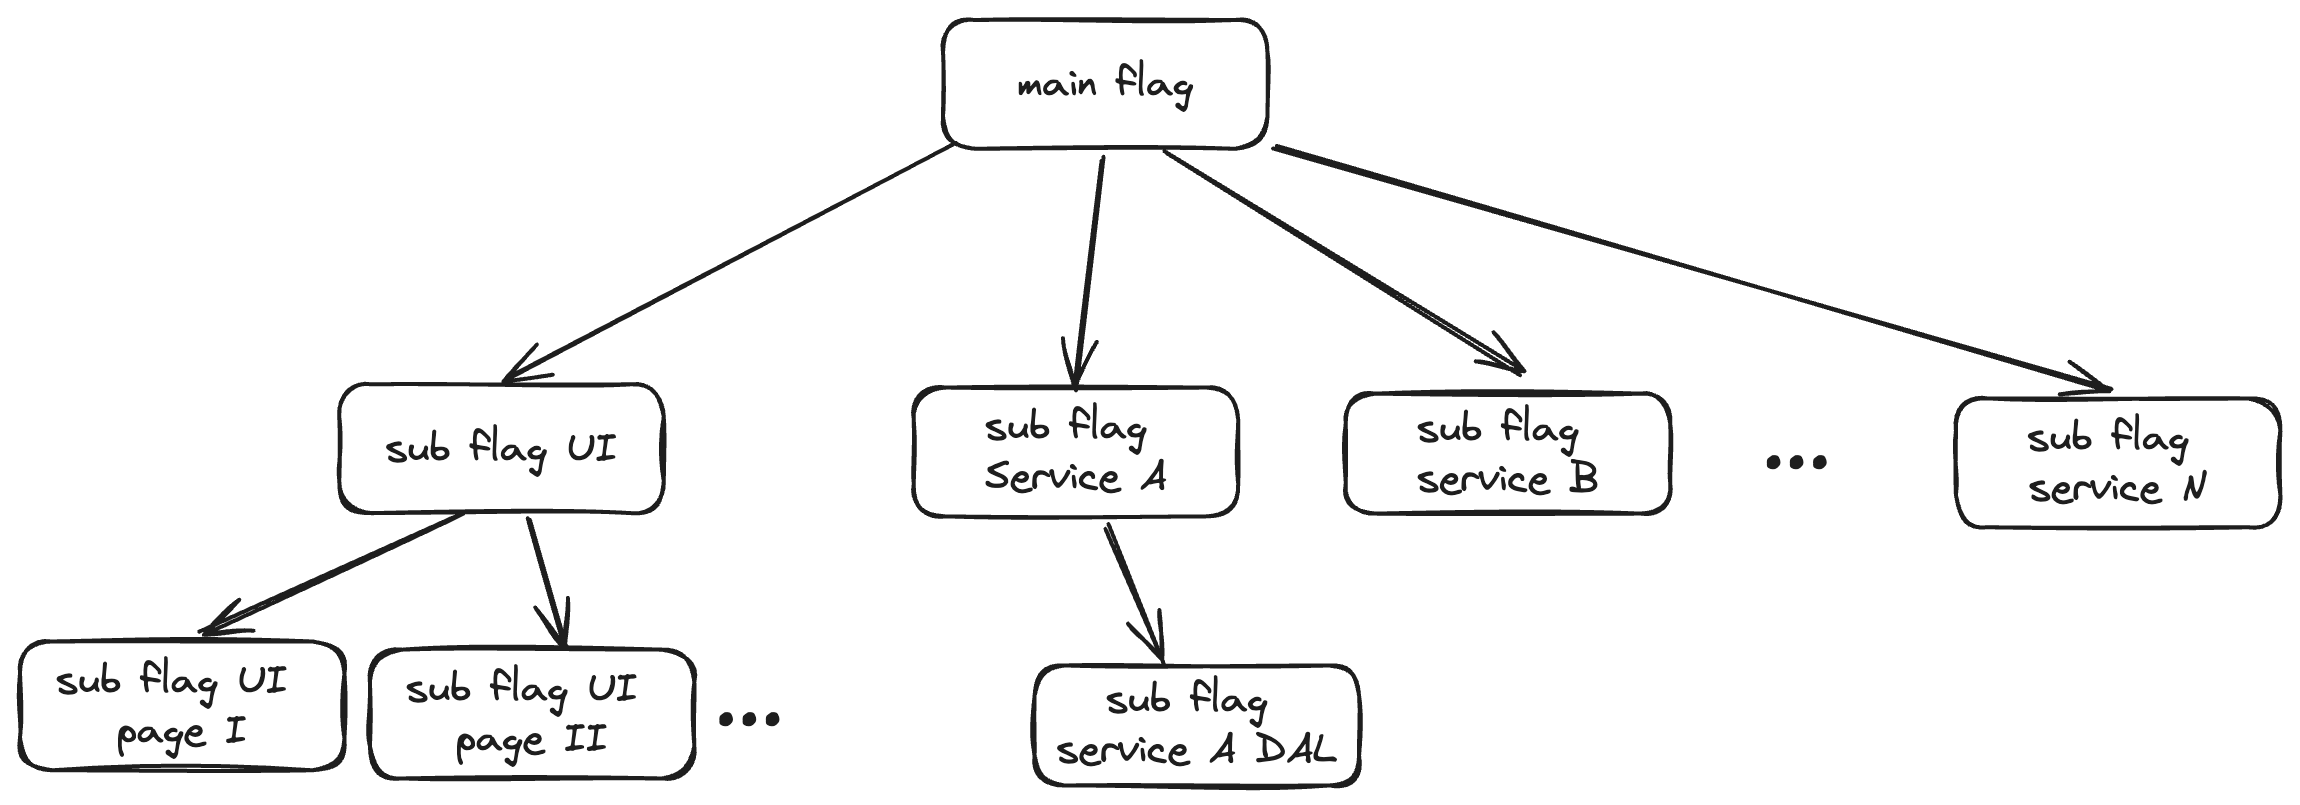 main flag
sub flag UI
sub flag
Service A
sub flag
service B
...
sub flag
service N
sub flag UI
page I
sub flag UI
page II
...
sub flag
service A DAL